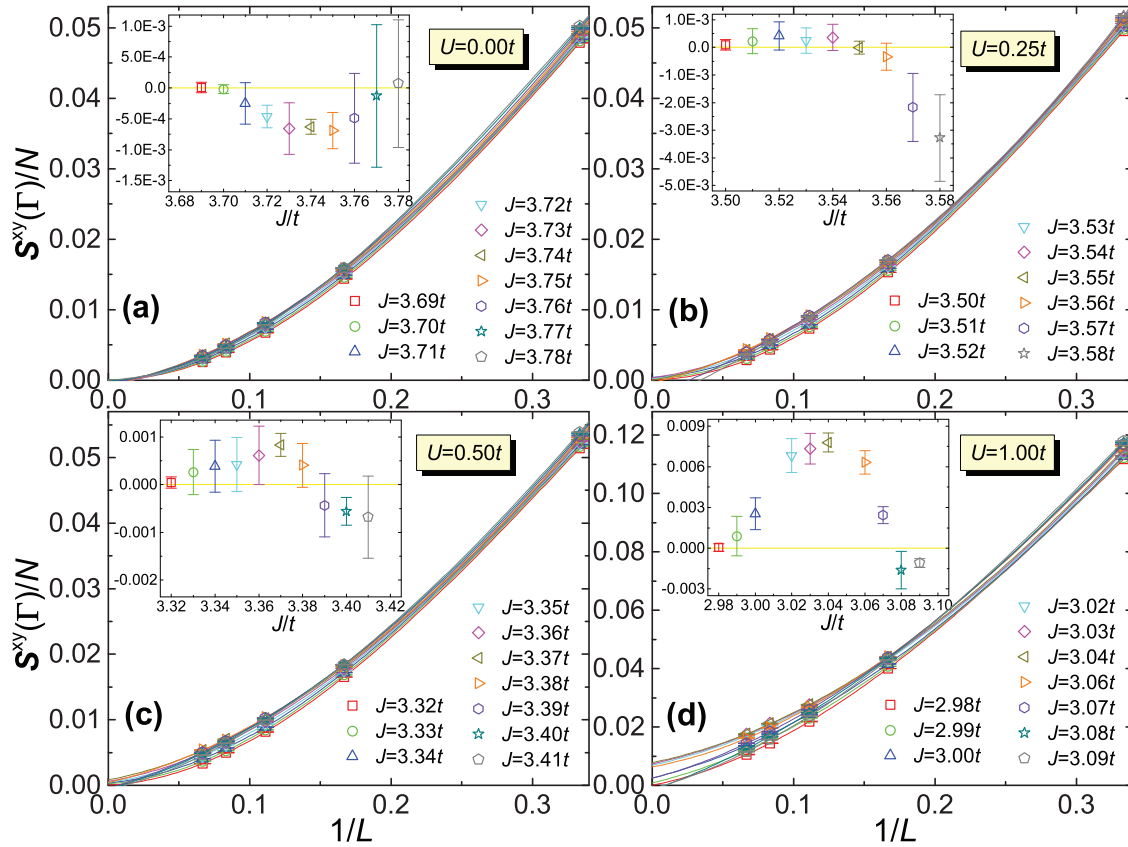 S^xy(Γ)/N
0.05
0.04
0.03
0.02
0.01
0.00
0.0
0.1
0.2
0.3
1.0E-3
5.0E-4
0.0
-5.0E-4
-1.0E-3
-1.5E-3
3.68
3.70
3.72
3.74
3.76
3.78
J/t
U=0.00t
(a)
J=3.69t
J=3.70t
J=3.71t
J=3.72t
J=3.73t
J=3.74t
J=3.75t
J=3.76t
J=3.77t
J=3.78t
0.05
0.04
0.03
0.02
0.01
0.00
0.0
0.1
0.2
0.3
1.0E-3
0.0
-1.0E-3
-2.0E-3
-3.0E-3
-4.0E-3
-5.0E-3
3.50
3.51
3.52
3.53
3.54
3.55
3.56
3.57
3.58
J/t
U=0.25t
(b)
J=3.50t
J=3.51t
J=3.52t
J=3.53t
J=3.54t
J=3.55t
J=3.56t
J=3.57t
J=3.58t
S^xy(Γ)/N
0.05
0.04
0.03
0.02
0.01
0.00
0.0
0.1
0.2
0.3
1/L
0.001
0.000
-0.001
-0.002
3.32
3.34
3.36
3.38
3.40
3.42
J/t
U=0.50t
(c)
J=3.32t
J=3.33t
J=3.34t
J=3.35t
J=3.36t
J=3.37t
J=3.38t
J=3.39t
J=3.40t
J=3.41t
0.12
0.10
0.08
0.06
0.04
0.02
0.00
0.0
0.1
0.2
0.3
1/L
0.009
0.006
0.003
0.000
-0.003
2.98
3.00
3.02
3.04
3.06
3.08
3.10
J/t
U=1.00t
(d)
J=2.98t
J=2.99t
J=3.00t
J=3.02t
J=3.03t
J=3.04t
J=3.06t
J=3.07t
J=3.08t
J=3.09t